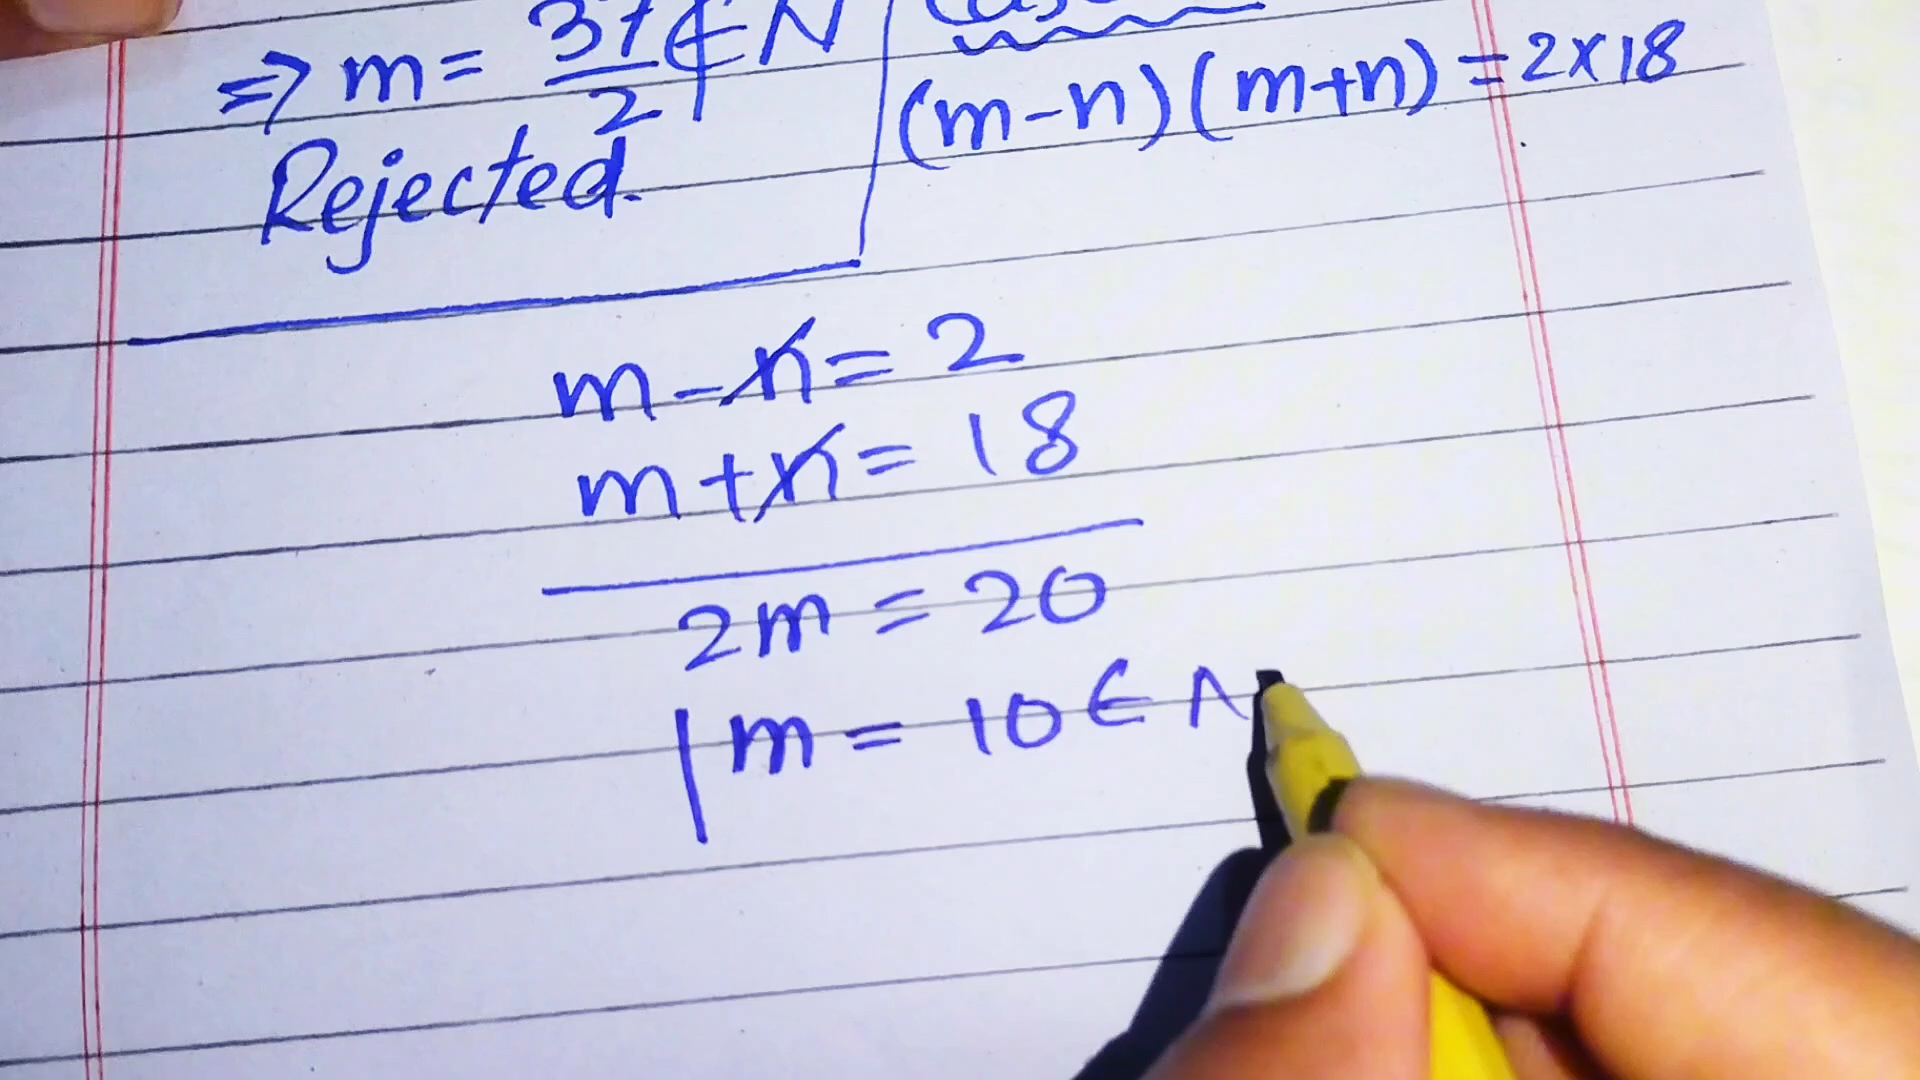 => m = 37/2 ∉ N
Rejected.
(m-n)(m+n) = 2×18
m - n = 2
m + n = 18
2m = 20
m = 10 ∈ N